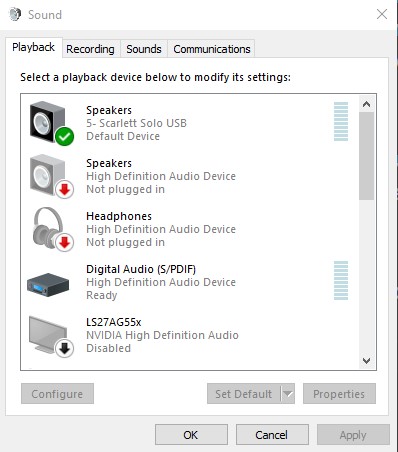 Sound
Playback Recording Sounds Communications
Select a playback device below to modify its settings:
Speakers
5- Scarlett Solo USB
Default Device
Speakers
High Definition Audio Device
Not plugged in
Headphones
High Definition Audio Device
Not plugged in
Digital Audio (S/PDIF)
High Definition Audio Device
Ready
LS27AG55x
NVIDIA High Definition Audio
Disabled
Configure Set Default Properties
OK Cancel Apply